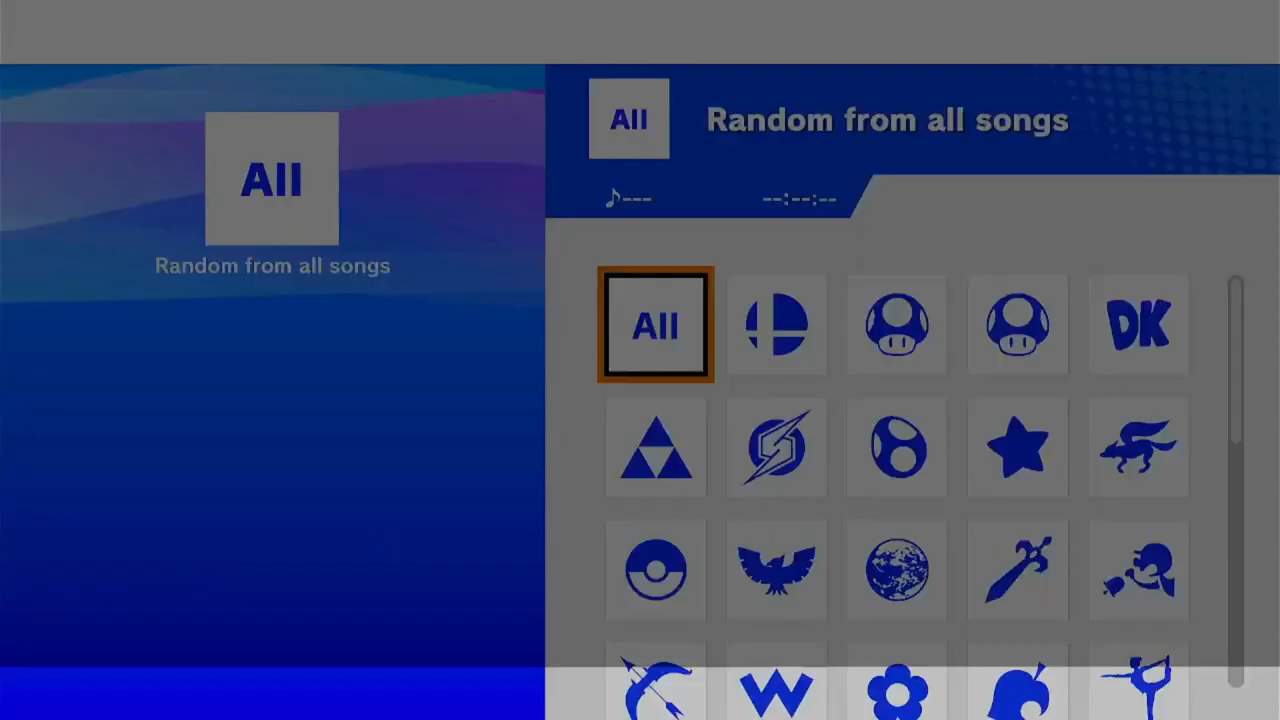 All
Random from all songs
All
Random from all songs
♪--- --:--:--
All
DK